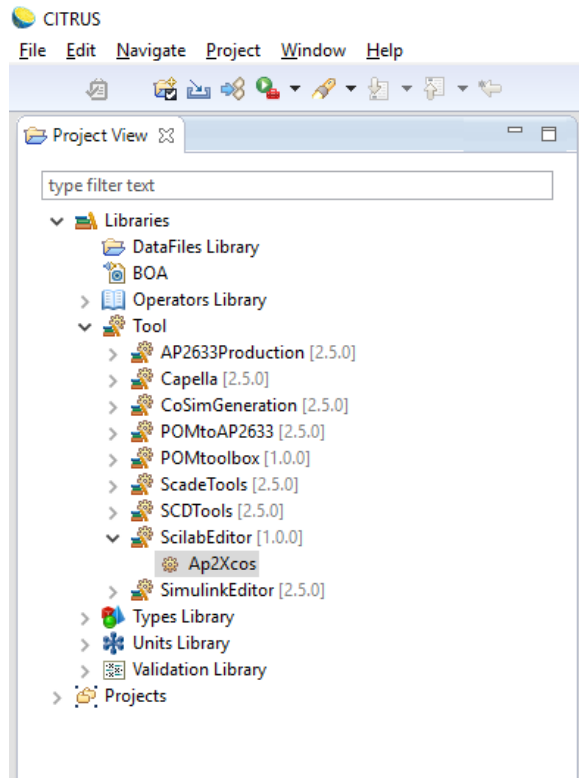 CITRUS
File Edit Navigate Project Window Help
Project View
type filter text
Libraries
DataFiles Library
BOA
Operators Library
Tool
AP2633Production [2.5.0]
Capella [2.5.0]
CoSimGeneration [2.5.0]
POMtoAP2633 [2.5.0]
POMtoolbox [1.0.0]
ScadeTools [2.5.0]
SCDTools [2.5.0]
ScilabEditor [1.0.0]
Ap2Xcos
SimulinkEditor [2.5.0]
Types Library
Units Library
Validation Library
Projects